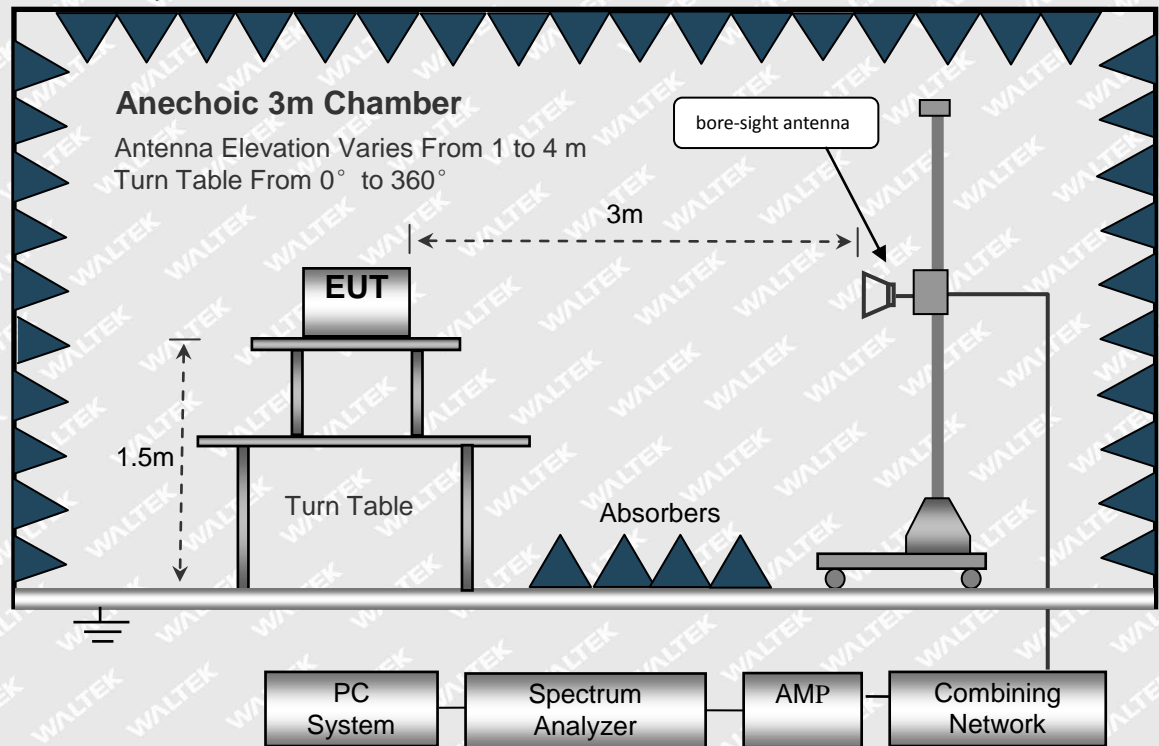 Anechoic 3m Chamber
Antenna Elevation Varies From 1 to 4 m
Turn Table From 0° to 360°
bore-sight antenna
3m
EUT
1.5m
Turn Table
Absorbers
PC
System
Spectrum
Analyzer
AMP
Combining
Network
WALTEK